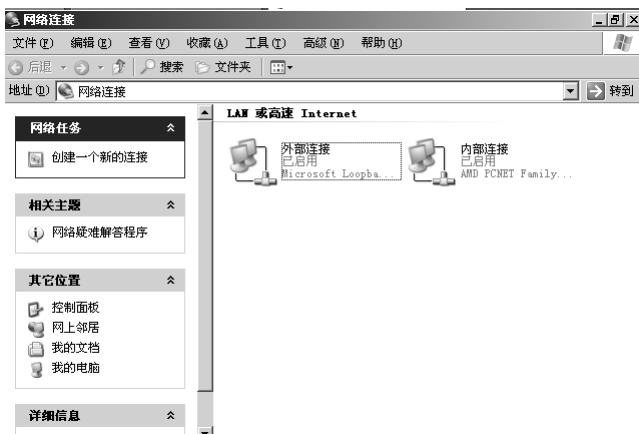 网络连接
文件(F) 编辑(E) 查看(V) 收藏(A) 工具(T) 高级(N) 帮助(H)
后退 搜索 文件夹
地址(D) 网络连接 转到
网络任务
创建一个新的连接
相关主题
网络疑难解答程序
其它位置
控制面板
网上邻居
我的文档
我的电脑
详细信息
LAN 或高速 Internet
外部连接
已启用
Microsoft Loopba...
内部连接
已启用
AMD PCNET Family...